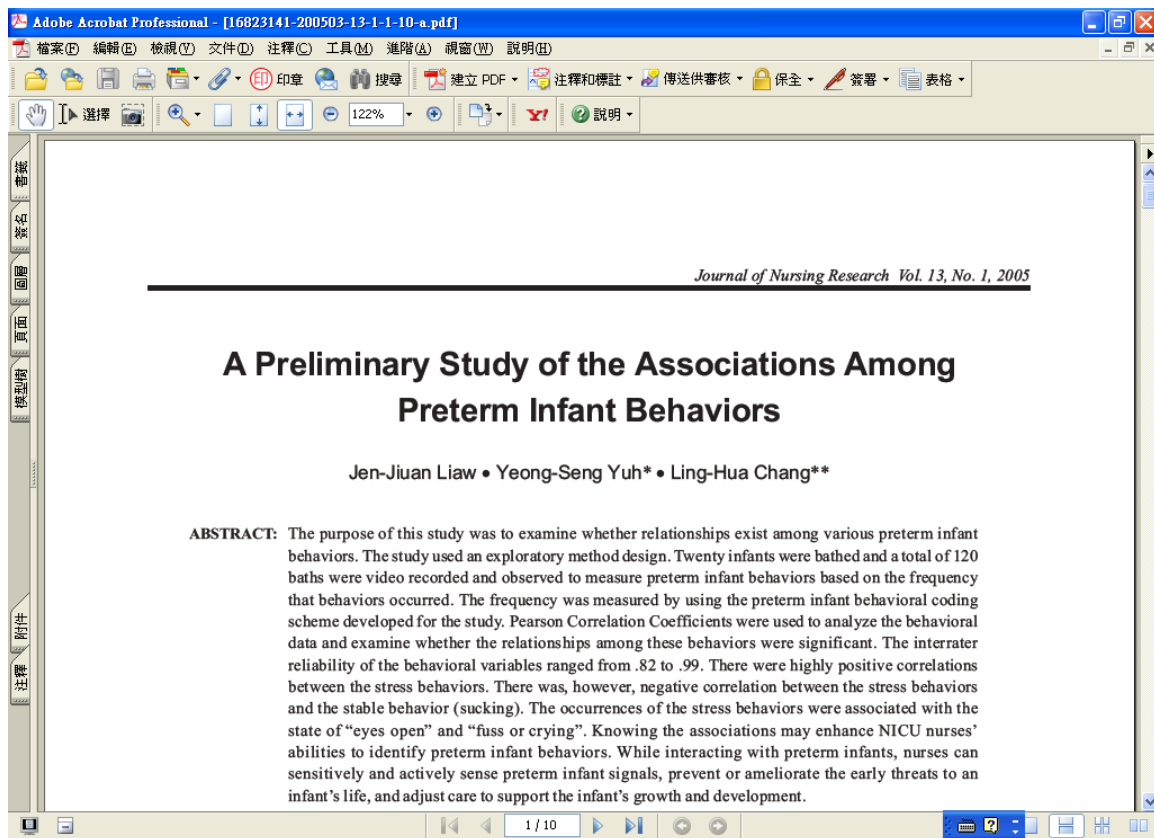 Adobe Acrobat Professional - [16823141-200503-13-1-1-10-a.pdf]
檔案(F) 編輯(E) 檢視(V) 文件(D) 注釋(C) 工具(M) 進階(A) 視窗(W) 說明(H)
印章 搜尋 建立 PDF 注釋和標註 傳送供審核 保全 簽署 表格
選擇 122% Y! 說明
書籤
簽名
圖層
頁面
模型樹
附件
注釋
Journal of Nursing Research Vol. 13, No. 1, 2005
A Preliminary Study of the Associations Among
Preterm Infant Behaviors
Jen-Jiuan Liaw • Yeong-Seng Yuh* • Ling-Hua Chang**
ABSTRACT: The purpose of this study was to examine whether relationships exist among various preterm infant
behaviors. The study used an exploratory method design. Twenty infants were bathed and a total of 120
baths were video recorded and observed to measure preterm infant behaviors based on the frequency
that behaviors occurred. The frequency was measured by using the preterm infant behavioral coding
scheme developed for the study. Pearson Correlation Coefficients were used to analyze the behavioral
data and examine whether the relationships among these behaviors were significant. The interrater
reliability of the behavioral variables ranged from .82 to .99. There were highly positive correlations
between the stress behaviors. There was, however, negative correlation between the stress behaviors
and the stable behavior (sucking). The occurrences of the stress behaviors were associated with the
state of “eyes open” and “fuss or crying”. Knowing the associations may enhance NICU nurses’
abilities to identify preterm infant behaviors. While interacting with preterm infants, nurses can
sensitively and actively sense preterm infant signals, prevent or ameliorate the early threats to an
infant’s life, and adjust care to support the infant’s growth and development.
1 / 10